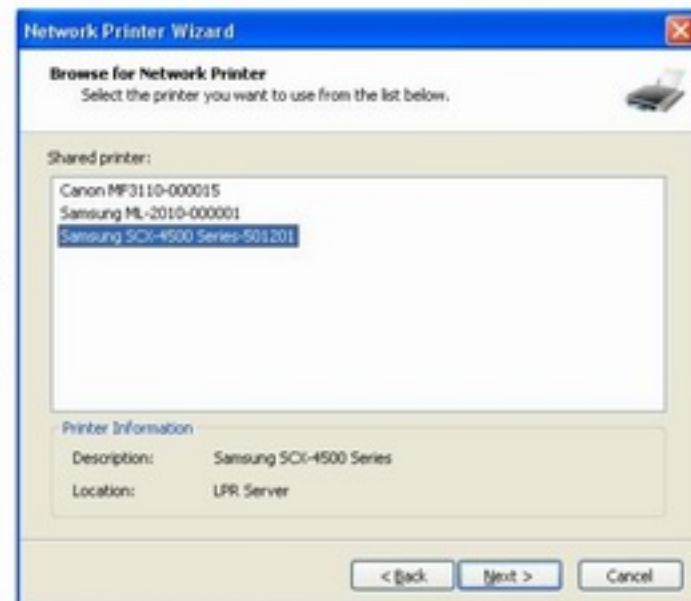 Network Printer Wizard
Browse for Network Printer
Select the printer you want to use from the list below.
Shared printer:
Canon MF3110-000015
Samsung ML-2010-000001
Samsung SCX-4500 Series-501201
Printer Information
Description: Samsung SCX-4500 Series
Location: LPR Server
< Back Next > Cancel